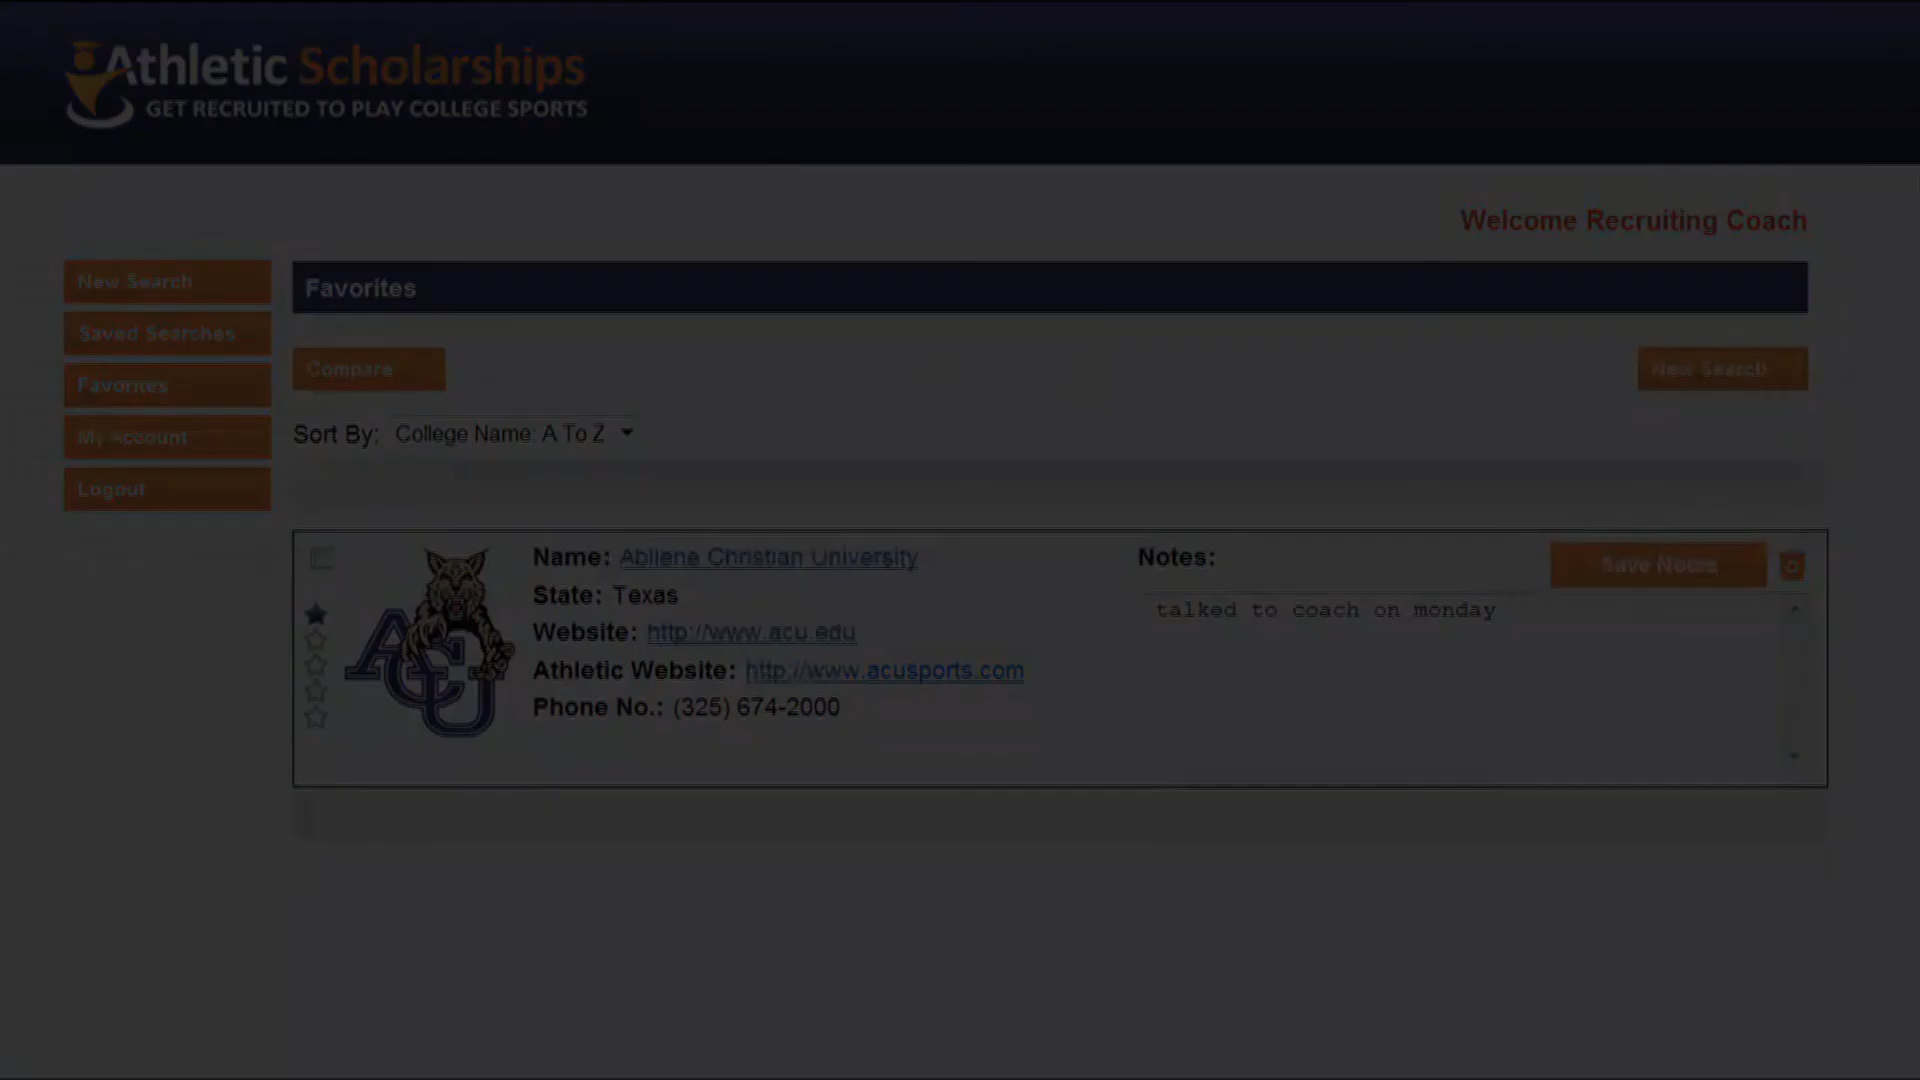 Athletic Scholarships
GET RECRUITED TO PLAY COLLEGE SPORTS
Welcome Recruiting Coach
New Search
Saved Searches
Favorites
My Account
Logout
Favorites
Compare
New Search
Sort By: College Name: A To Z
ACU
Name: Abilene Christian University
State: Texas
Website: http://www.acu.edu
Athletic Website: http://www.acusports.com
Phone No.: (325) 674-2000
Notes:
Save Notes
talked to coach on monday